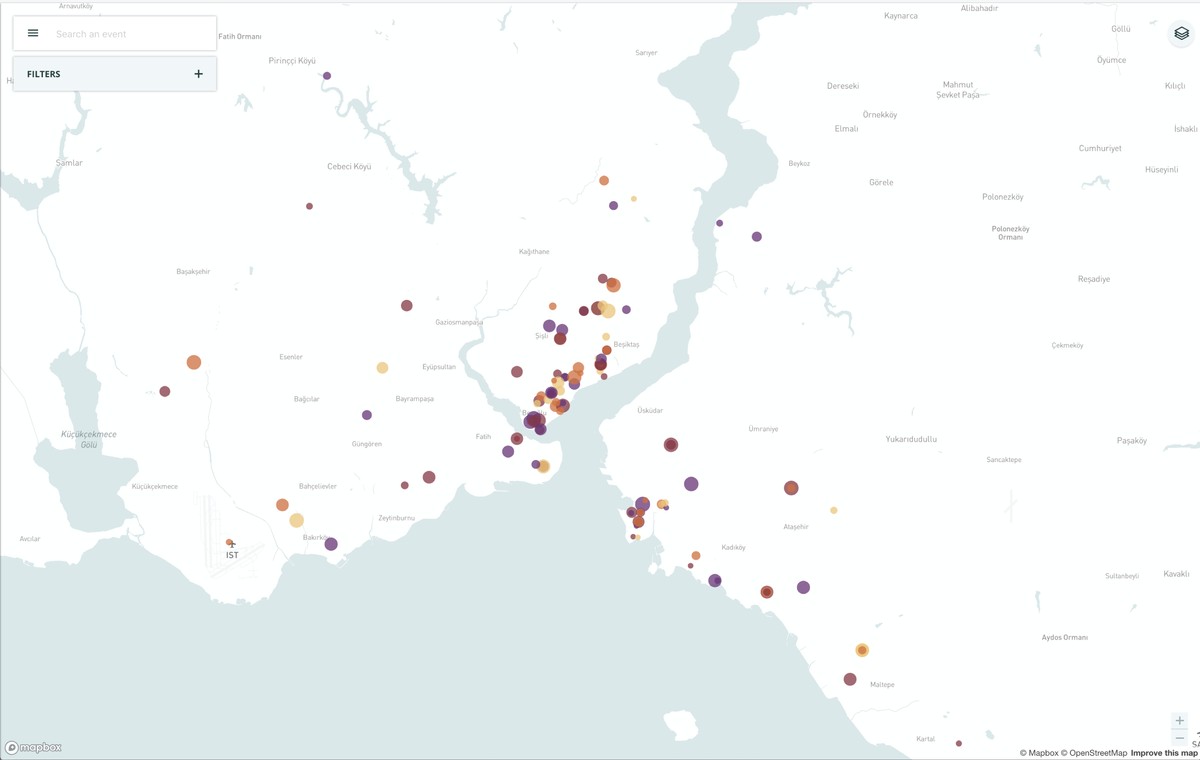 Arnavutköy
Search an event
Fatih Ormanı
FILTERS
Pirinççi Köyü
Sarıyer
Kaynarca
Alibahadır
Göllü
Öyümce
Dereseki
Mahmut
Şevket Paşa
Kılıçlı
Örnekköy
Elmalı
İshaklı
Cumhuriyet
Samlar
Cebeci Köyü
Beykoz
Hüseyinli
Görele
Polonezköy
Polonezköy
Ormanı
Kağıthane
Başakşehir
Reşadiye
Gaziosmanpaşa
Şişli
Beşiktaş
Çekmeköy
Esenler
Eyüpsultan
Bağcılar
Bayrampaşa
Üsküdar
Ümraniye
Küçükçekmece
Gölü
Güngören
Fatih
Yukarıdudullu
Paşaköy
Sancaktepe
Küçükçekmece
Bahçelievler
Zeytinburnu
Ataşehir
Avcılar
Bakırköy
IST
Kadıköy
Sultanbeyli
Kavaklı
Aydos Ormanı
Maltepe
Kartal
mapbox
© Mapbox © OpenStreetMap Improve this map